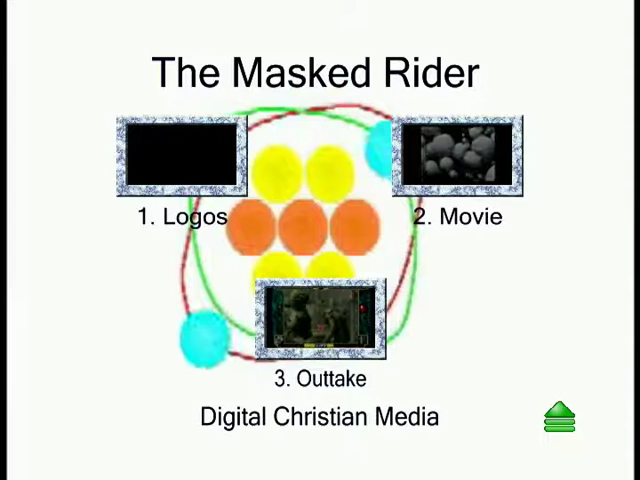 The Masked Rider
1. Logos
2. Movie
3. Outtake
Digital Christian Media